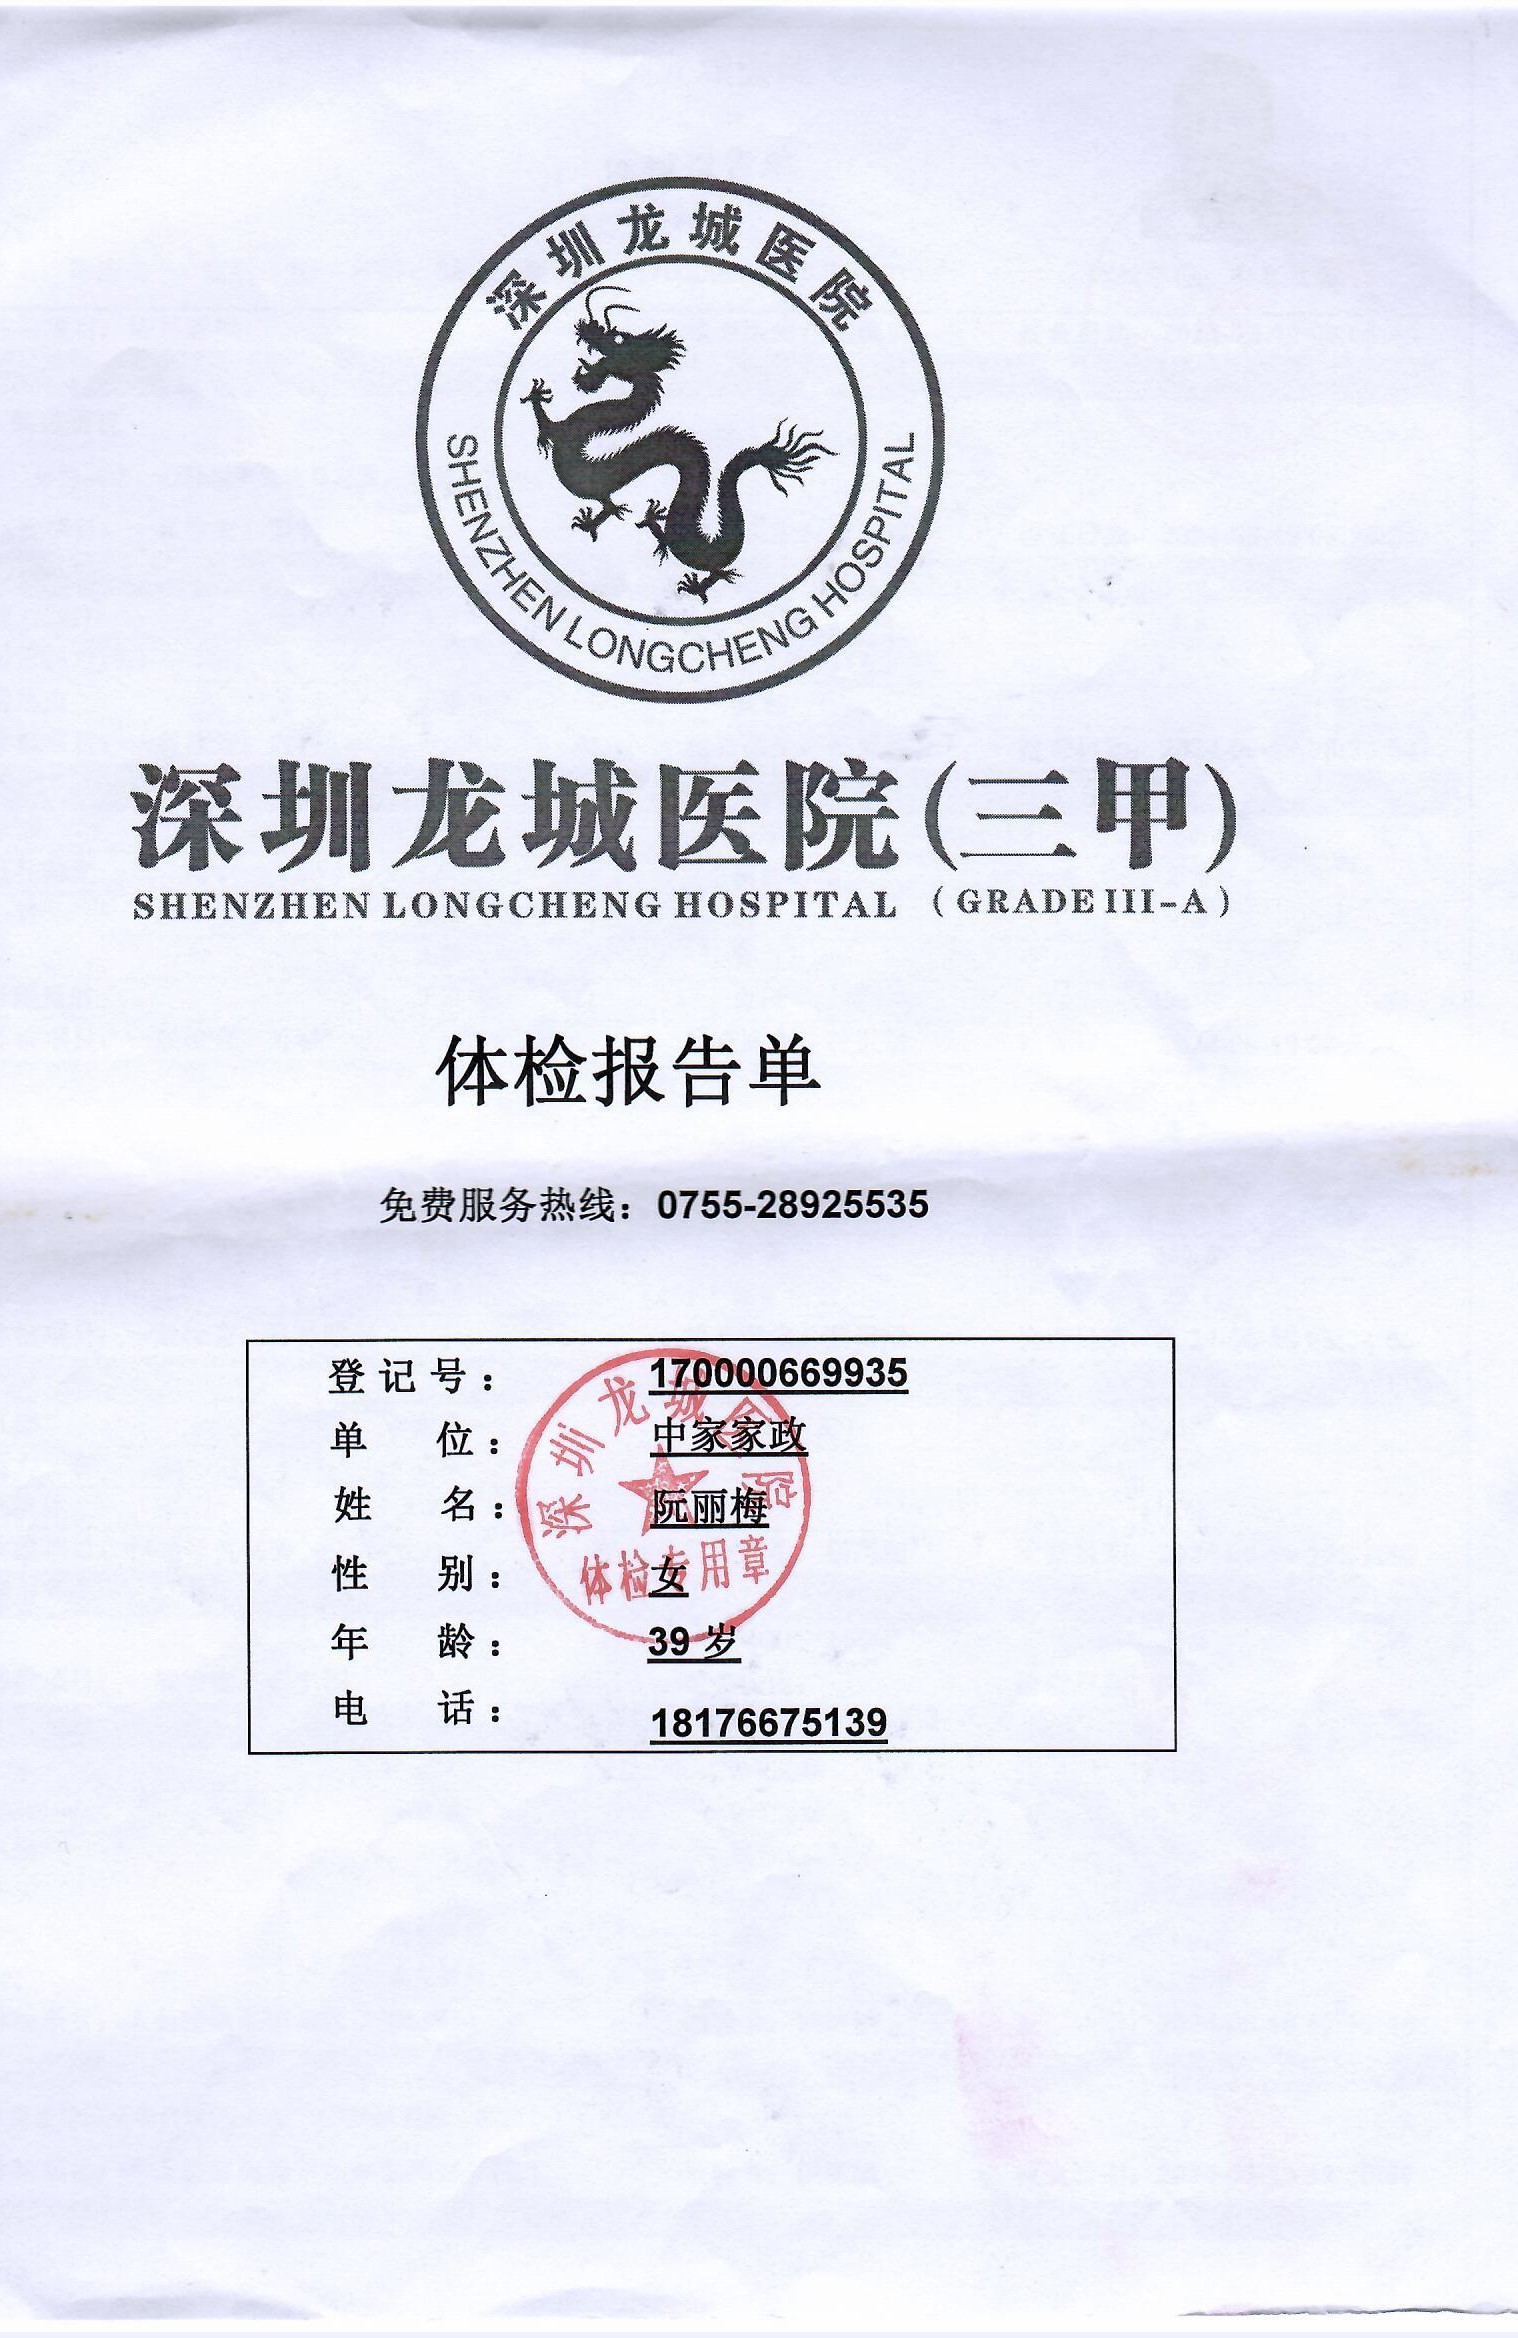 深圳龙城医院
SHENZHEN LONGCHENG HOSPITAL
深圳龙城医院(三甲)
SHENZHEN LONGCHENG HOSPITAL (GRADE III-A)
体检报告单
免费服务热线：0755-28925535
登记号： 170000669935
单 位： 中家家政
姓 名： 阮丽梅
性 别： 女
年 龄： 39 岁
电 话： 18176675139
深圳龙城医院
体检专用章